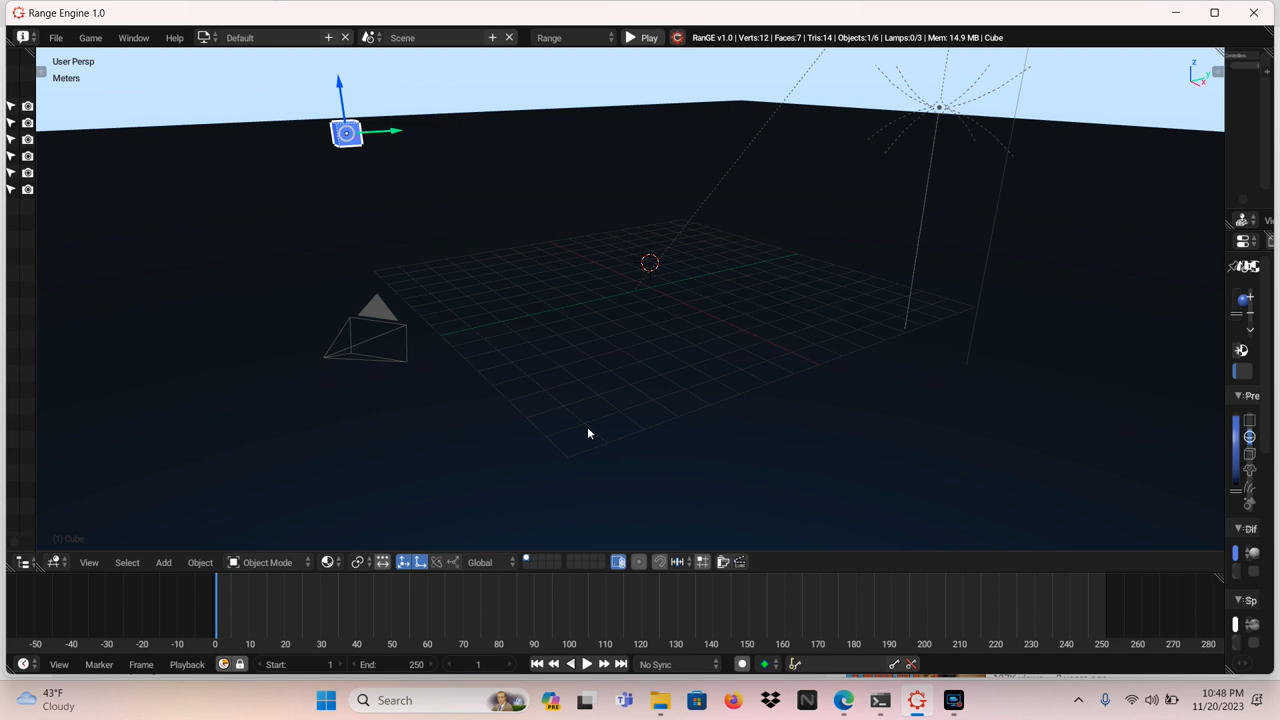 Range Engine 1.0
File Game Window Help Default Scene Range Play RanGE v1.0 | Verts:12 | Faces:7 | Tris:14 | Objects:1/6 | Lamps:0/3 | Mem: 14.9 MB | Cube
User Persp
Meters
z
y
x
Pre
Dif
Sp
(1) Cube
View Select Add Object Object Mode Global
-50 -40 -30 -20 -10 0 10 20 30 40 50 60 70 80 90 100 110 120 130 140 150 160 170 180 190 200 210 220 230 240 250 260 270 280
View Marker Frame Playback Start: 1 End: 250 1 No Sync
43°F
Cloudy
Search
PRE
10:48 PM
11/20/2023